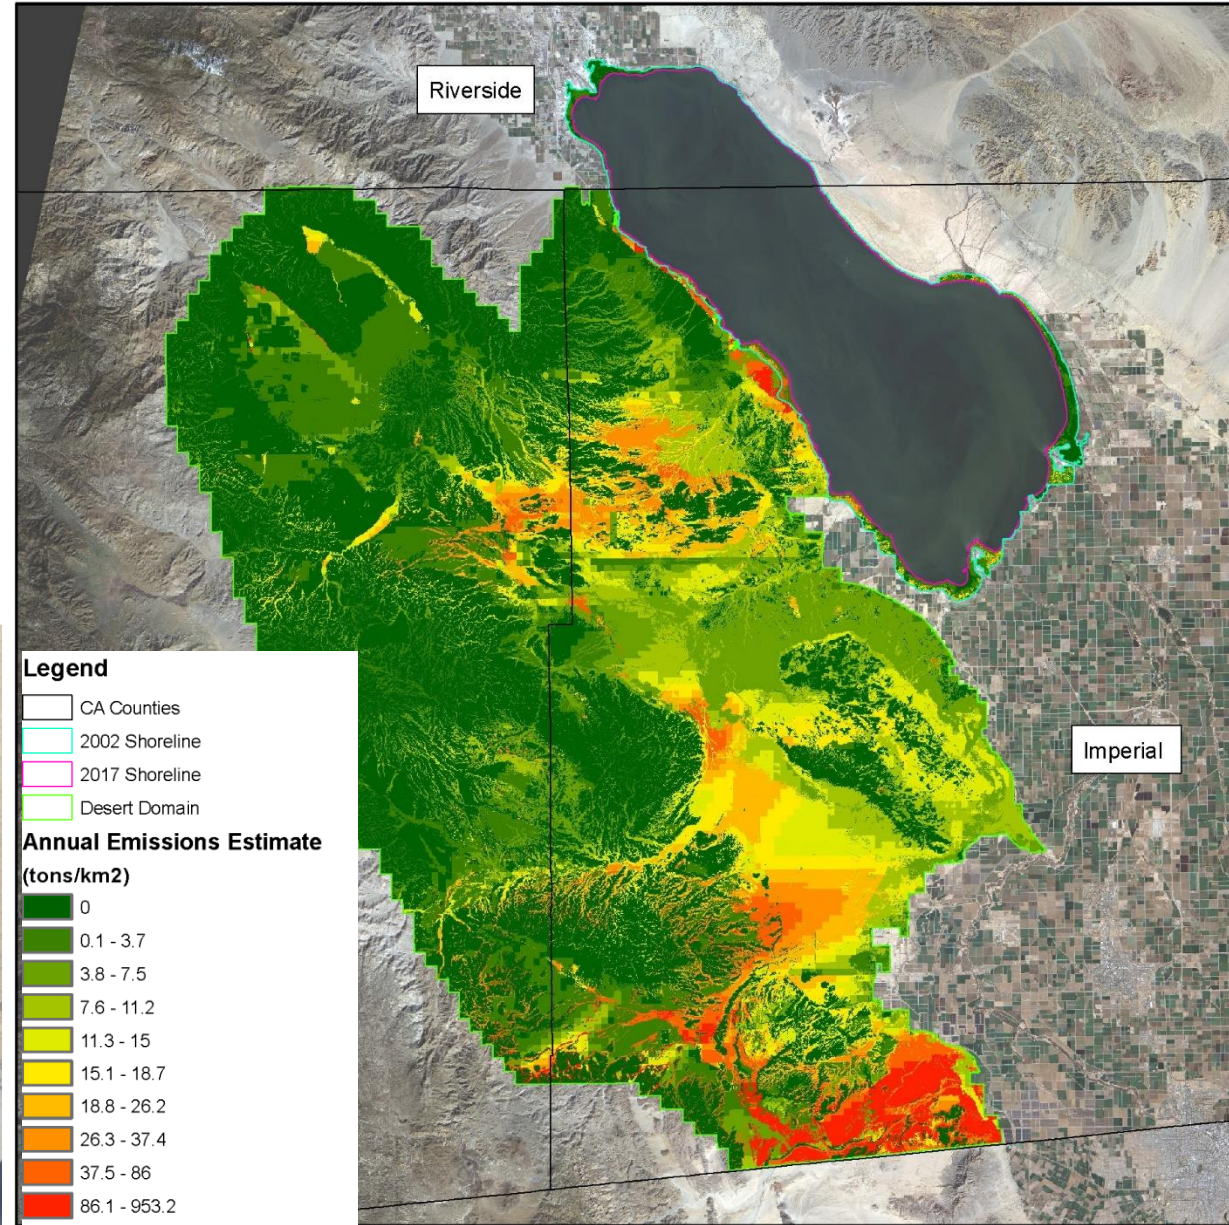 Riverside
Imperial
Legend
CA Counties
2002 Shoreline
2017 Shoreline
Desert Domain
Annual Emissions Estimate
(tons/km2)
0
0.1 - 3.7
3.8 - 7.5
7.6 - 11.2
11.3 - 15
15.1 - 18.7
18.8 - 26.2
26.3 - 37.4
37.5 - 86
86.1 - 953.2